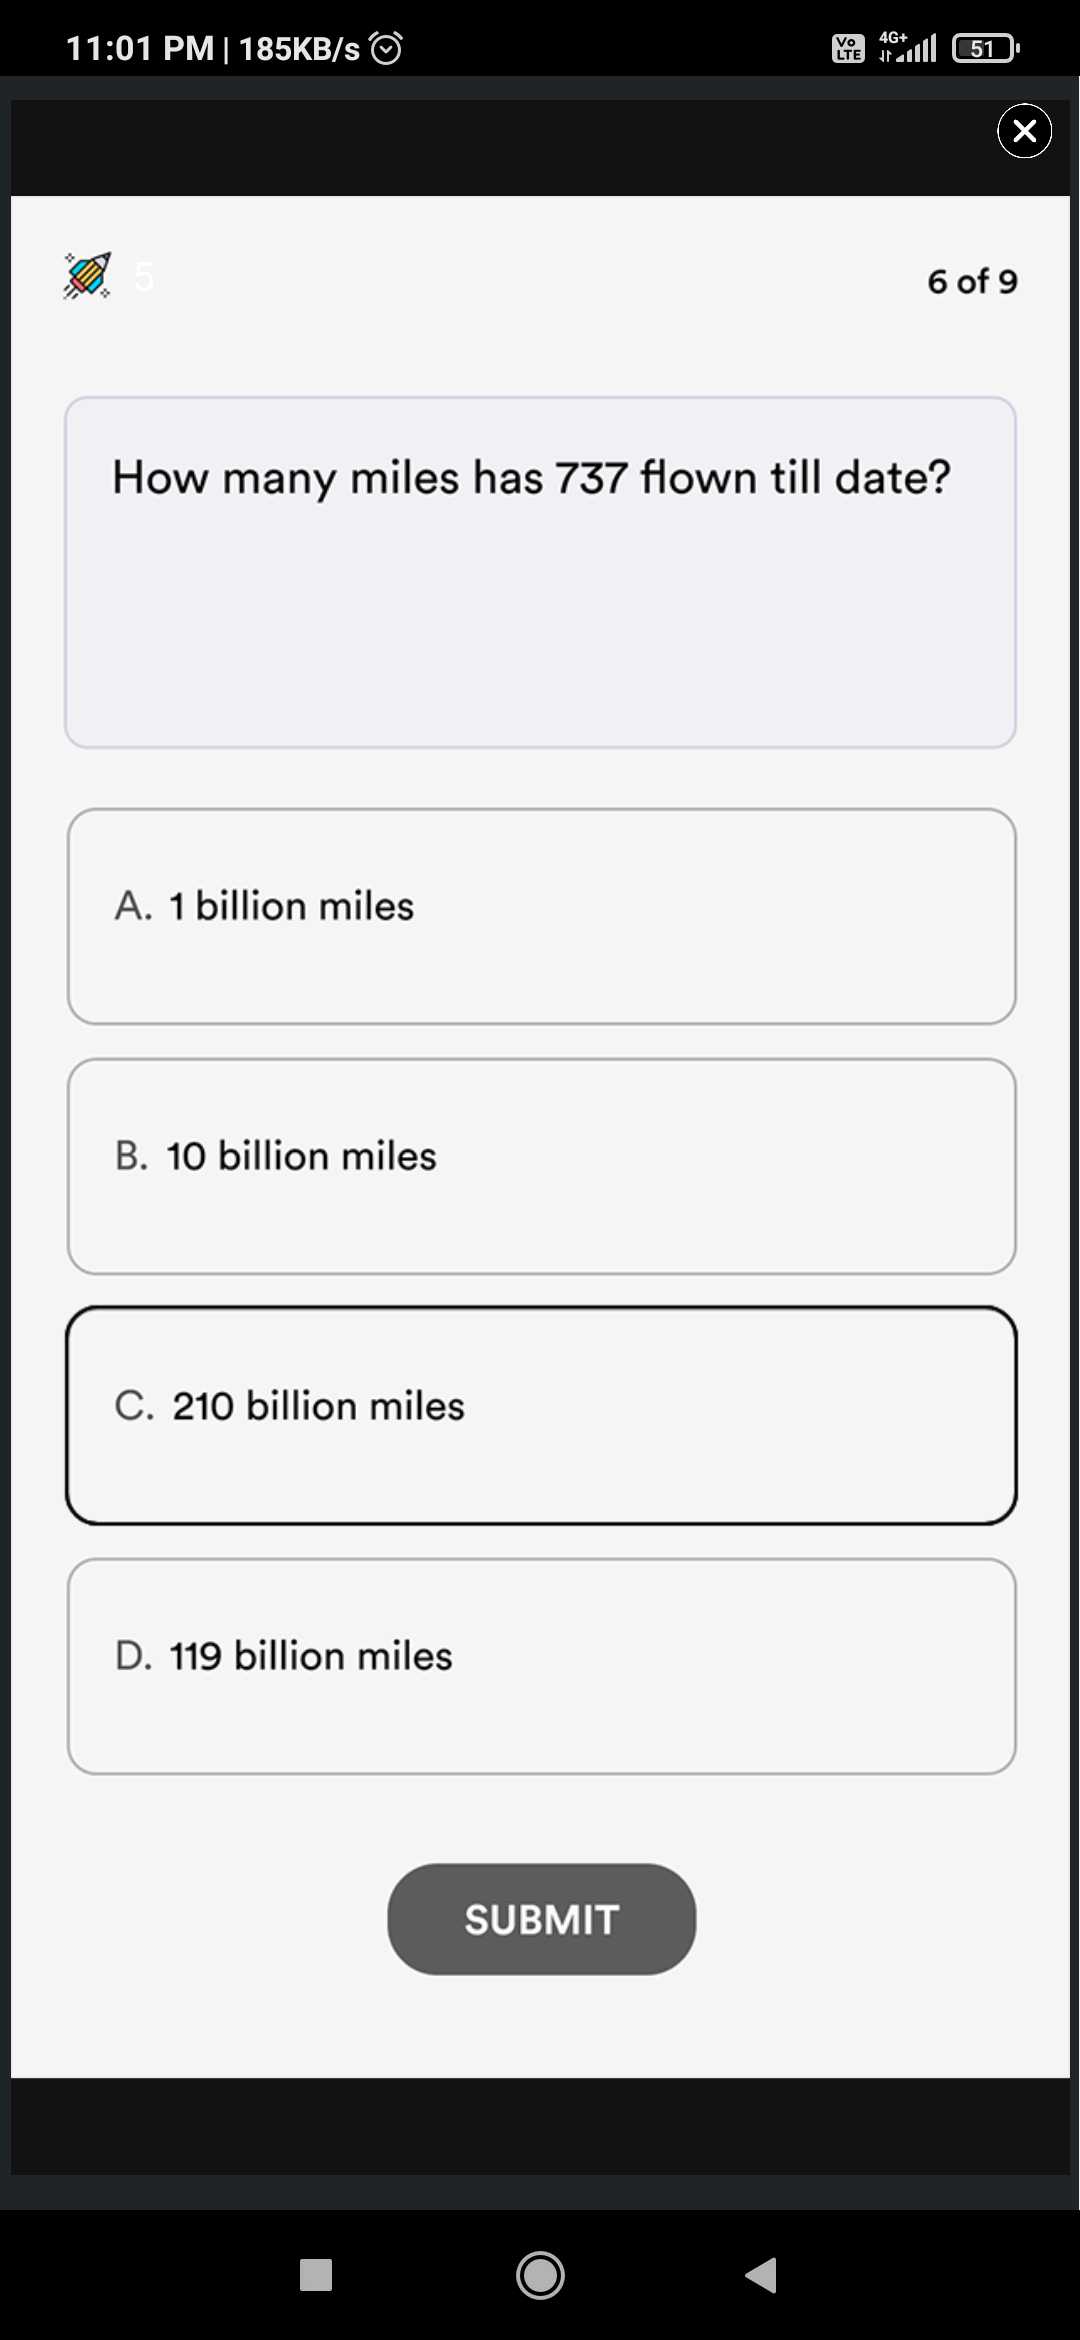 11:01 PM | 185KB/s
Vo LTE 4G+ 51
5
6 of 9
How many miles has 737 flown till date?
A. 1 billion miles
B. 10 billion miles
C. 210 billion miles
D. 119 billion miles
SUBMIT